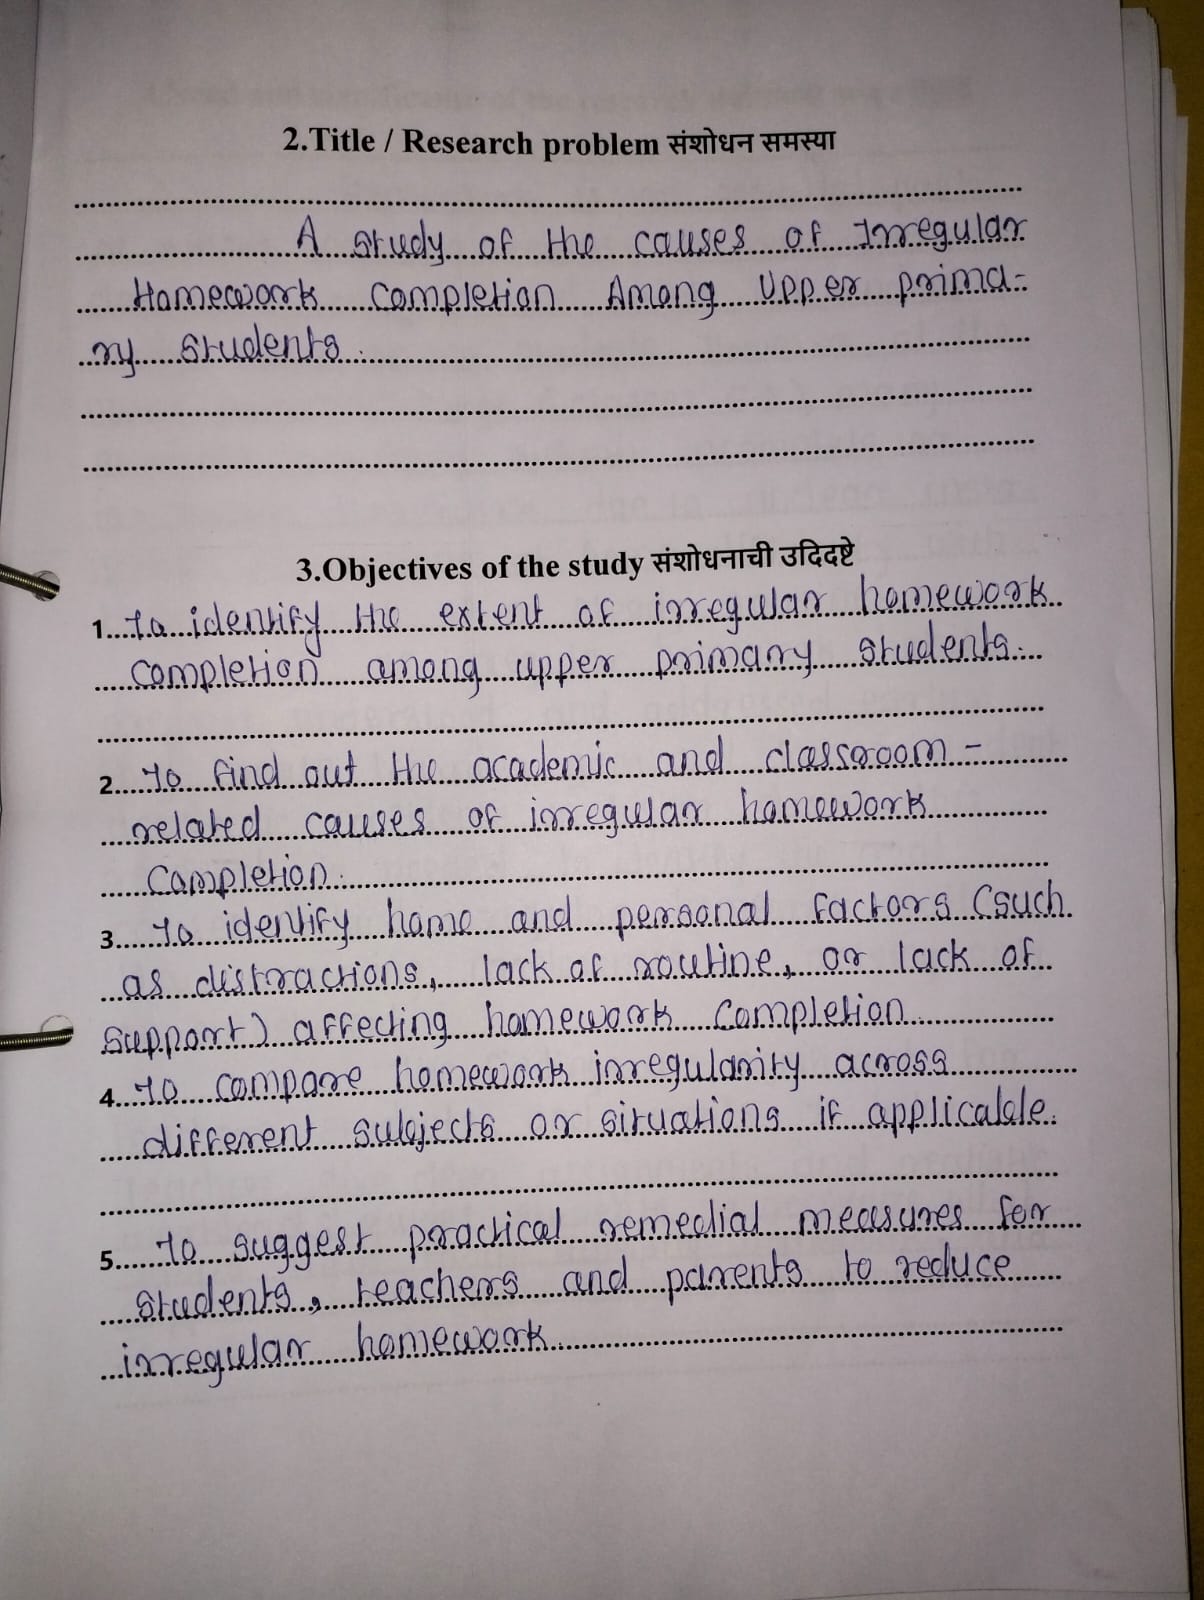 2.Title / Research problem संशोधन समस्या
A study of the causes of Irregular
Homework Completion Among Upper prima-
ry students.
3.Objectives of the study संशोधनाची उदिदष्टे
1. To identify the extent of irregular homework
completion among upper primary students.
2. To find out the academic and classroom-
related causes of irregular homework
completion.
3. To identify home and personal factors (such
as distractions, lack of routine, or lack of
support) affecting homework completion.
4. To compare homework irregularity across
different subjects or situations if applicable.
5. To suggest practical remedial measures for
students, teachers and parents to reduce
irregular homework.